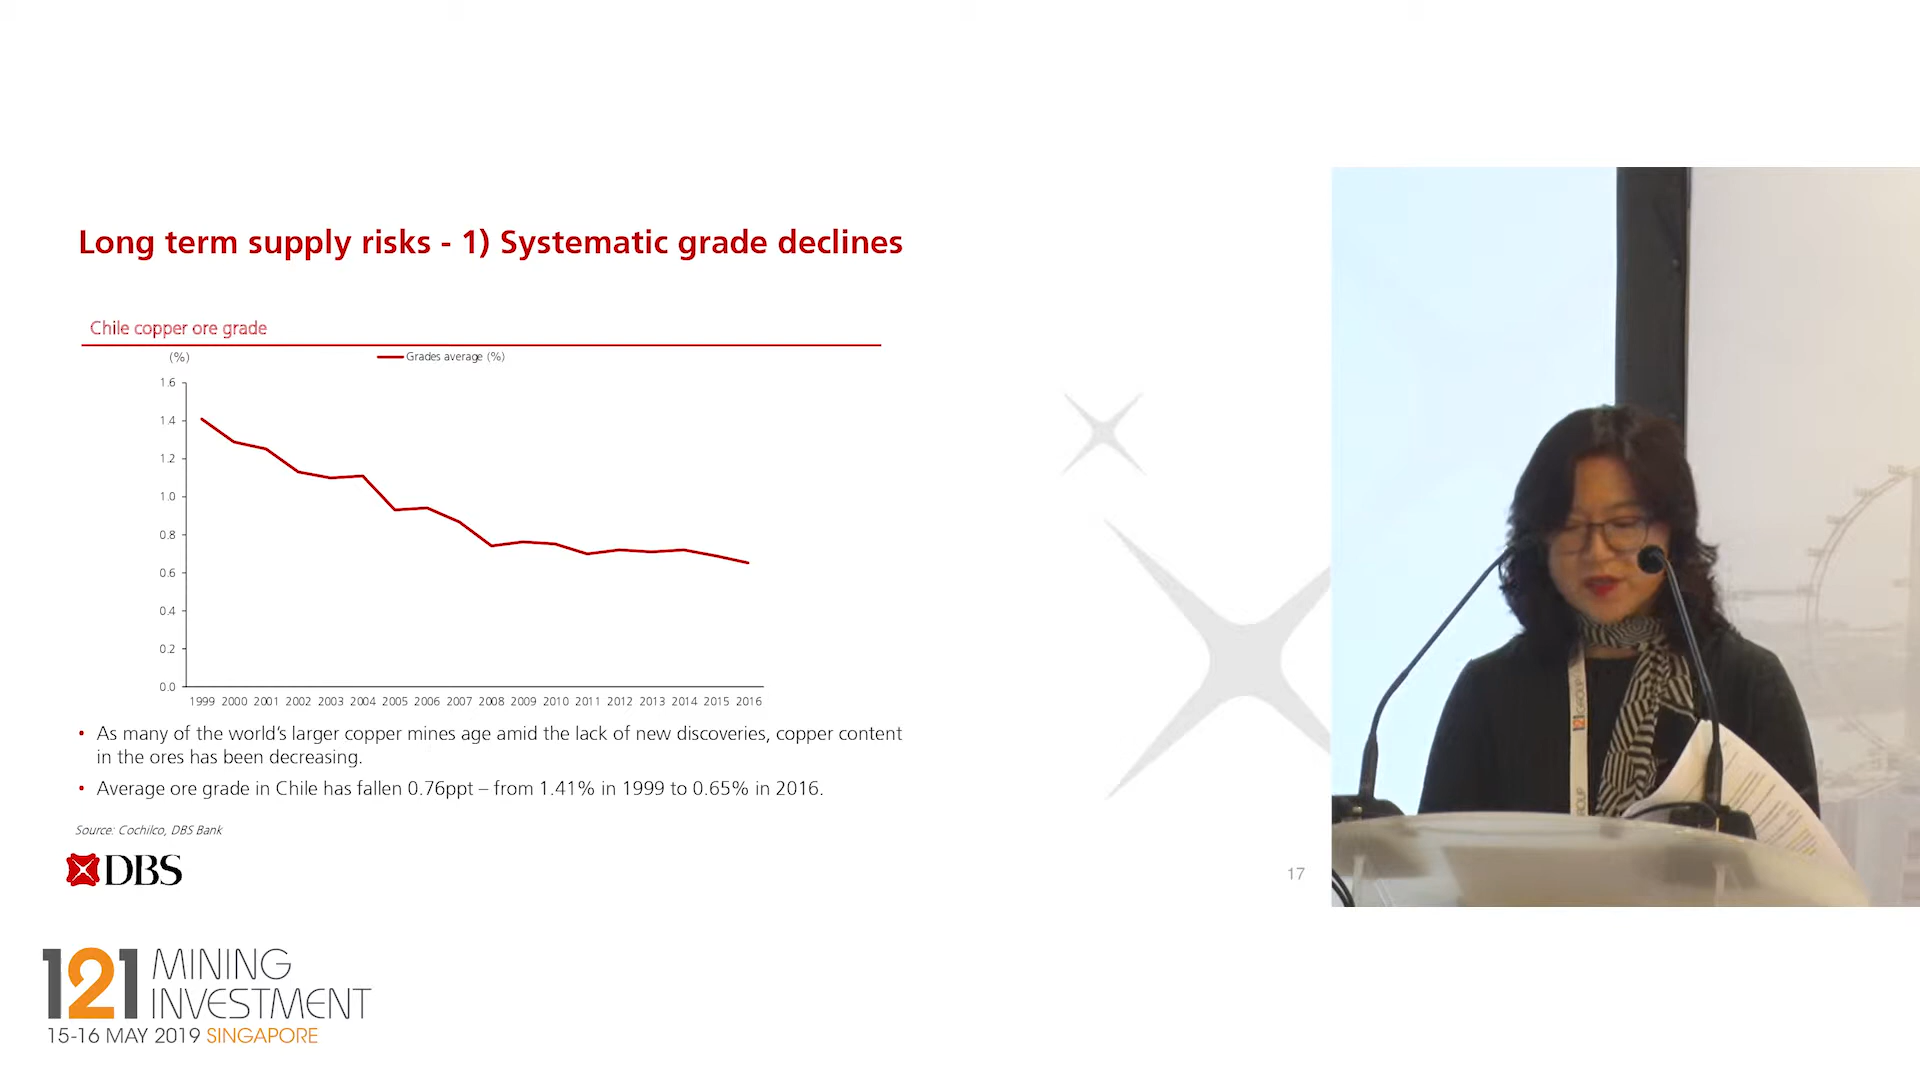 Long term supply risks - 1) Systematic grade declines
Chile copper ore grade
(%)
Grades average (%)
1.6
1.4
1.2
1.0
0.8
0.6
0.4
0.2
0.0
1999 2000 2001 2002 2003 2004 2005 2006 2007 2008 2009 2010 2011 2012 2013 2014 2015 2016
• As many of the world's larger copper mines age amid the lack of new discoveries, copper content
in the ores has been decreasing.
• Average ore grade in Chile has fallen 0.76ppt – from 1.41% in 1999 to 0.65% in 2016.
Source: Cochilco, DBS Bank
DBS
17
121 MINING
INVESTMENT
15-16 MAY 2019 SINGAPORE
121 GROUP
GROUP